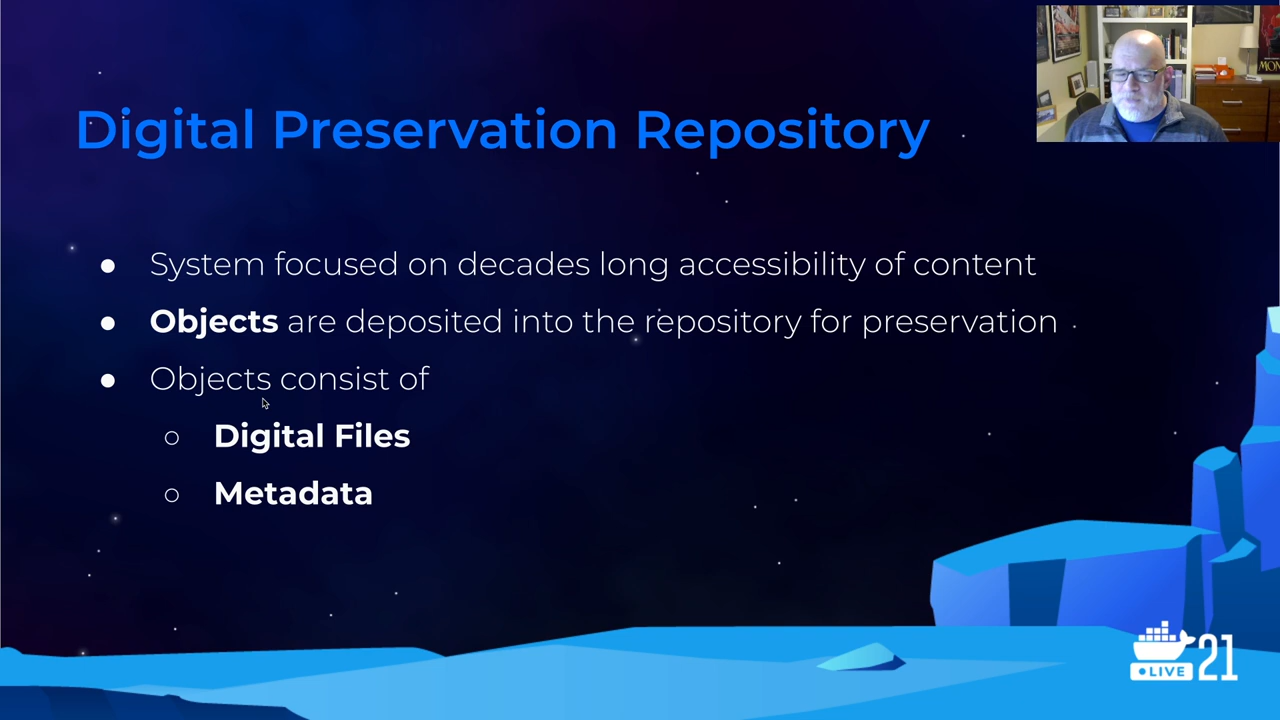 Digital Preservation Repository
MON
● System focused on decades long accessibility of content
● Objects are deposited into the repository for preservation
● Objects consist of
○ Digital Files
○ Metadata
LIVE 21